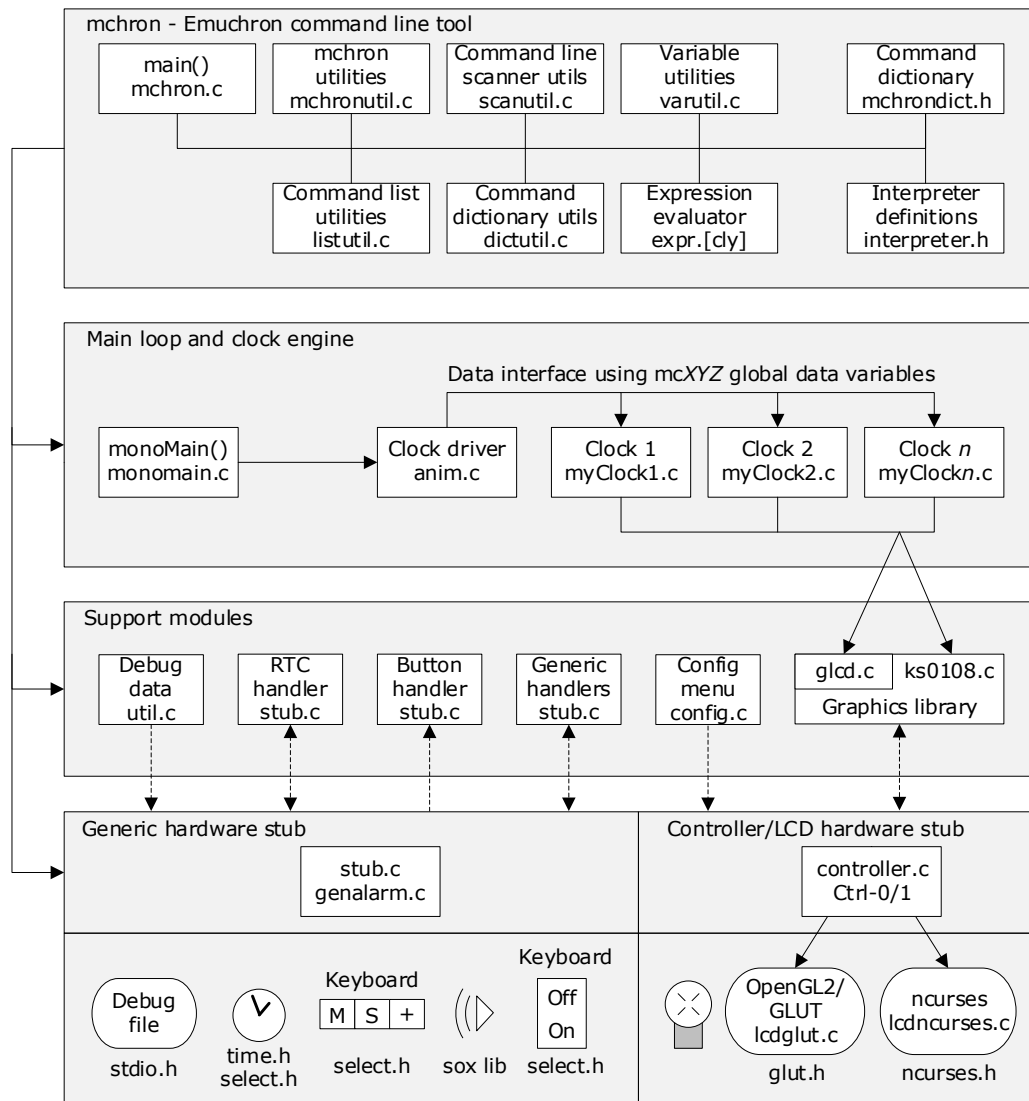 mchron - Emuchron command line tool
main()
mchron.c
mchron
utilities
mchronutil.c
Command line
scanner utils
scanutil.c
Variable
utilities
varutil.c
Command
dictionary
mchrondict.h
Command list
utilities
listutil.c
Command
dictionary utils
dictutil.c
Expression
evaluator
expr.[cly]
Interpreter
definitions
interpreter.h
Main loop and clock engine
Data interface using mcXYZ global data variables
monoMain()
monomain.c
Clock driver
anim.c
Clock 1
myClock1.c
Clock 2
myClock2.c
Clock n
myClockn.c
Support modules
Debug
data
util.c
RTC
handler
stub.c
Button
handler
stub.c
Generic
handlers
stub.c
Config
menu
config.c
glcd.c
ks0108.c
Graphics library
Generic hardware stub
stub.c
genalarm.c
Controller/LCD hardware stub
controller.c
Ctrl-0/1
Debug
file
stdio.h
time.h
select.h
Keyboard
M S +
select.h
sox lib
Keyboard
Off
On
select.h
OpenGL2/
GLUT
lcdglut.c
glut.h
ncurses
lcdncurses.c
ncurses.h